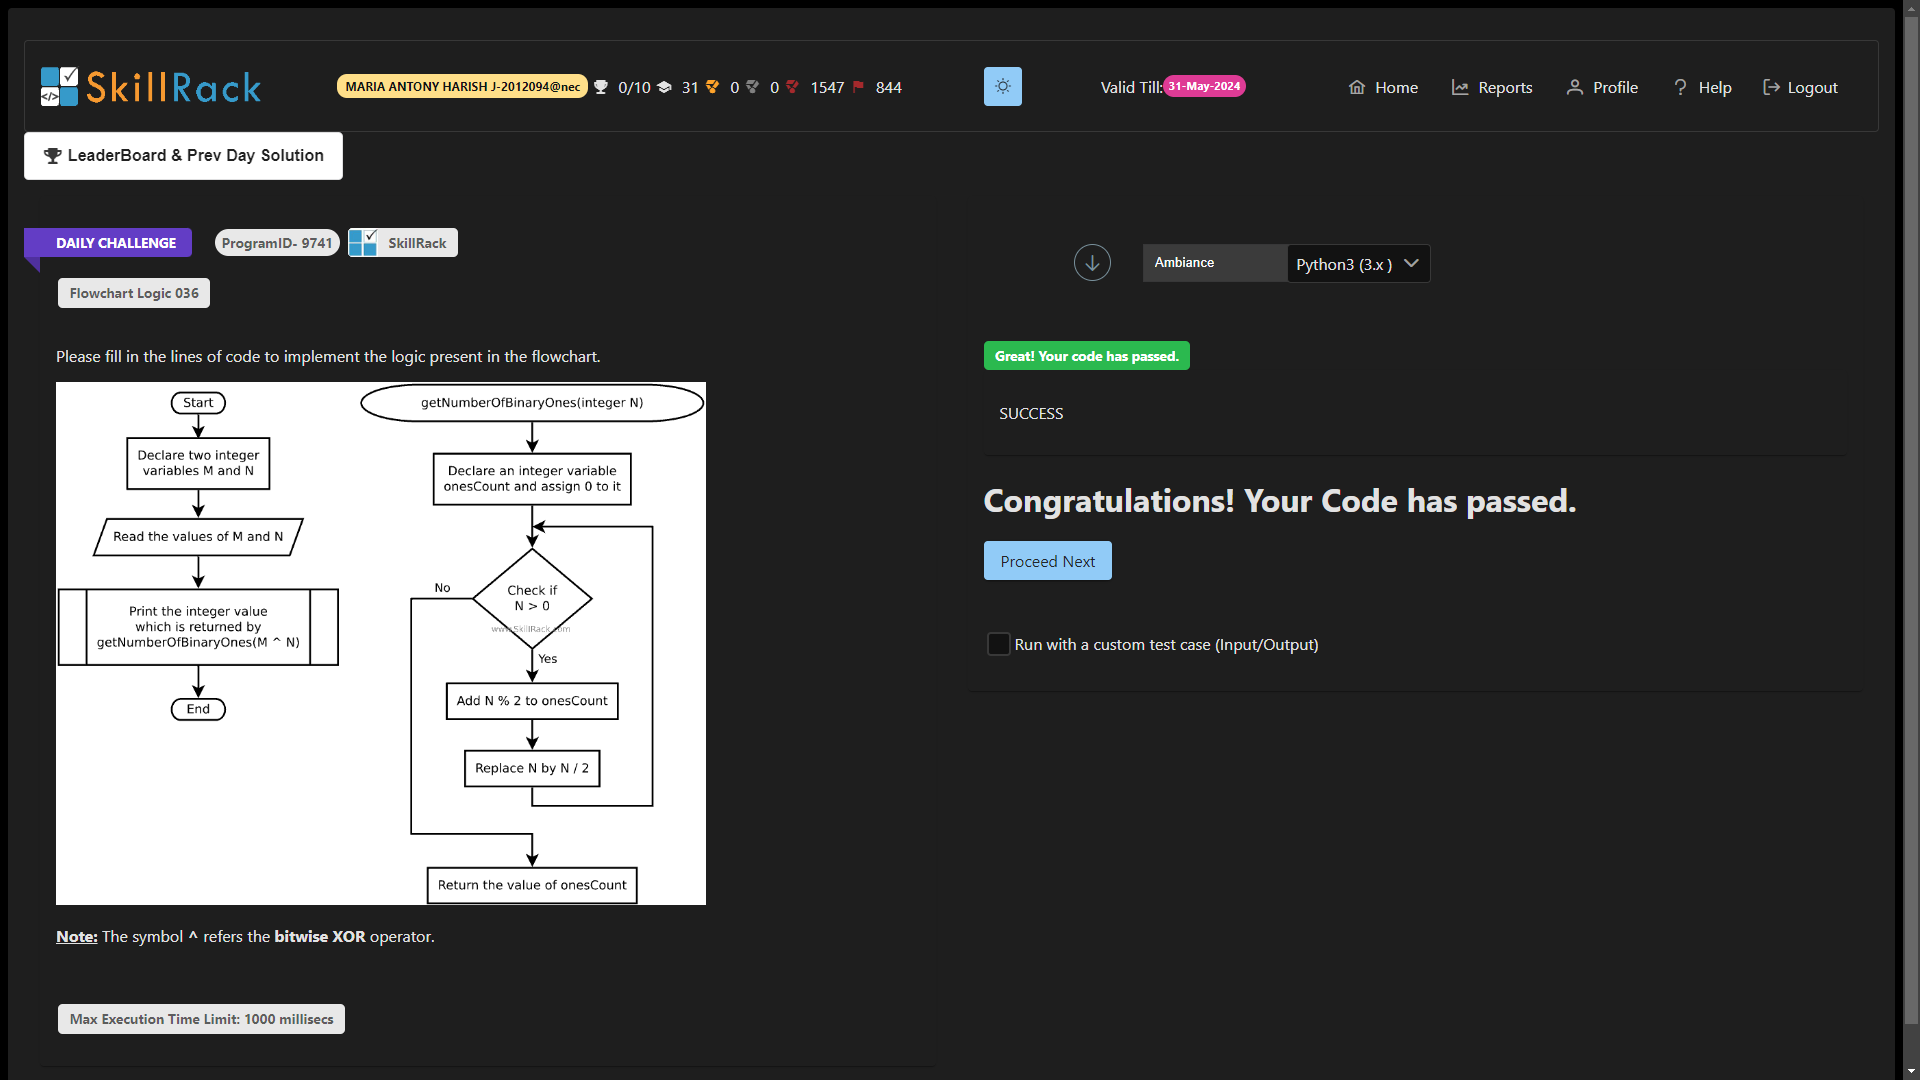 SkillRack
MARIA ANTONY HARISH J-2012094@nec 0/10 31 0 0 1547 844
Valid Till: 31-May-2024
Home Reports Profile Help Logout
LeaderBoard & Prev Day Solution
DAILY CHALLENGE ProgramID- 9741 SkillRack
Flowchart Logic 036
Please fill in the lines of code to implement the logic present in the flowchart.
Start
Declare two integer
variables M and N
Read the values of M and N
Print the integer value
which is returned by
getNumberOfBinaryOnes(M ^ N)
End
getNumberOfBinaryOnes(integer N)
Declare an integer variable
onesCount and assign 0 to it
No
Check if
N > 0
www.SkillRack.com
Yes
Add N % 2 to onesCount
Replace N by N / 2
Return the value of onesCount
Note: The symbol ^ refers the bitwise XOR operator.
Max Execution Time Limit: 1000 millisecs
Ambiance Python3 (3.x )
Great! Your code has passed.
SUCCESS
Congratulations! Your Code has passed.
Proceed Next
Run with a custom test case (Input/Output)